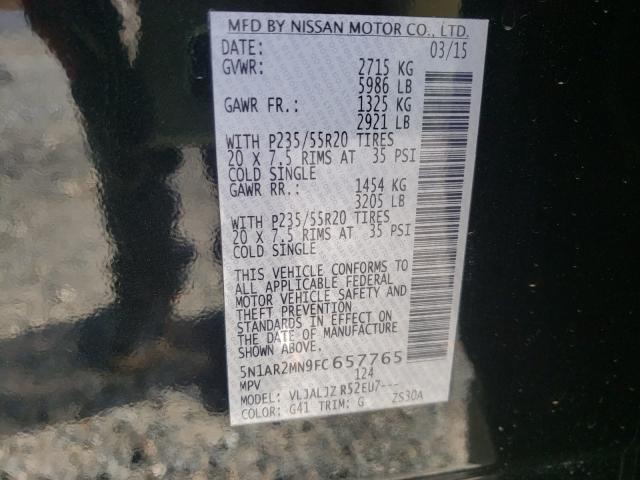 MFD BY NISSAN MOTOR CO., LTD.
DATE: 03/15
GVWR: 2715 KG
5986 LB
GAWR FR.: 1325 KG
2921 LB
WITH P235/55R20 TIRES
20 X 7.5 RIMS AT 35 PSI
COLD SINGLE
GAWR RR.: 1454 KG
3205 LB
WITH P235/55R20 TIRES
20 X 7.5 RIMS AT 35 PSI
COLD SINGLE
THIS VEHICLE CONFORMS TO
ALL APPLICABLE FEDERAL
MOTOR VEHICLE SAFETY AND
THEFT PREVENTION
STANDARDS IN EFFECT ON
THE DATE OF MANUFACTURE
SHOWN ABOVE.
5N1AR2MN9FC657765
MPV 124
MODEL: VLJALJZ R52EU7---
COLOR: G41 TRIM: G ZS30A